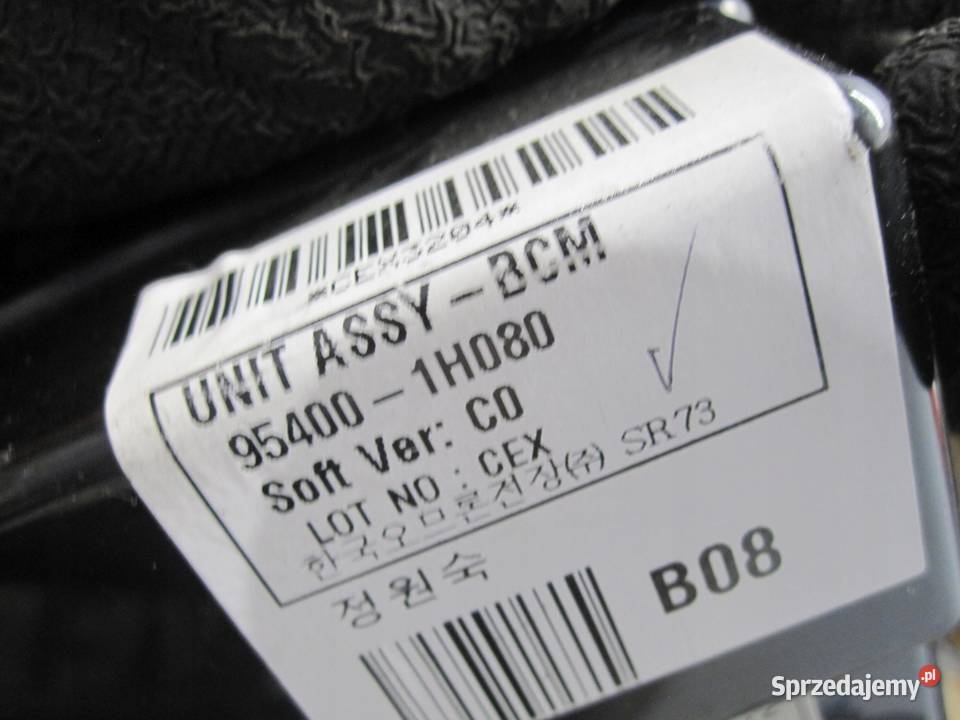 *CEX3204*
UNIT ASSY-BCM
95400-1H080
Soft Ver: C0
LOT NO : CEX
한국오므론전장(주) SR73
정원숙
B08
Sprzedajemy.pl